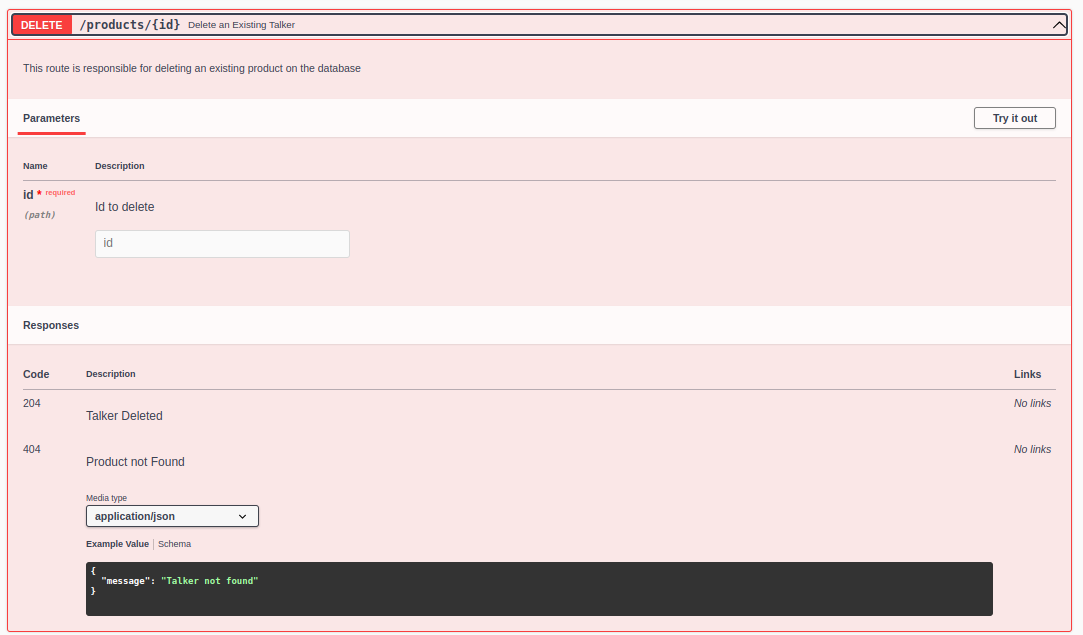 DELETE /products/{id} Delete an Existing Talker
This route is responsible for deleting an existing product on the database
Parameters
Try it out
Name Description
id * required
(path)
Id to delete
id
Responses
Code Description Links
204 No links
Talker Deleted
404 No links
Product not Found
Media type
application/json
Example Value Schema
{
  "message": "Talker not found"
}